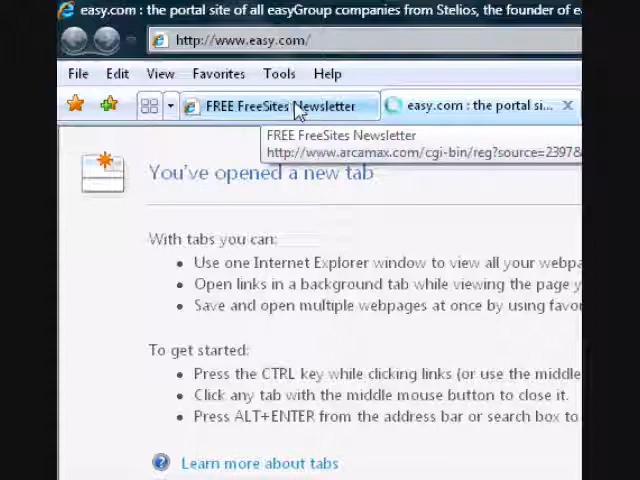 easy.com : the portal site of all easyGroup companies from Stelios, the founder of
http://www.easy.com/
File Edit View Favorites Tools Help
FREE FreeSites Newsletter easy.com : the portal si...
FREE FreeSites Newsletter
http://www.arcamax.com/cgi-bin/reg?source=2397
You've opened a new tab
With tabs you can:
Use one Internet Explorer window to view all your
Open links in a background tab while viewing the page
Save and open multiple webpages at once by using
To get started:
Press the CTRL key while clicking links (or use the middle
Click any tab with the middle mouse button to close it.
Press ALT+ENTER from the address bar or search box to
Learn more about tabs